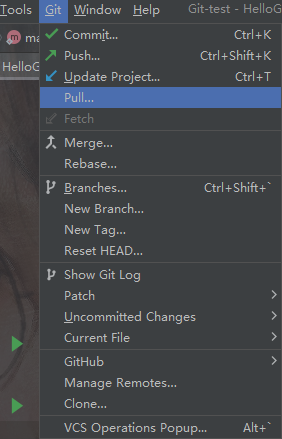 Tools Git Window Help Git-test - HelloG
ma
HelloG
Commit... Ctrl+K
Push... Ctrl+Shift+K
Update Project... Ctrl+T
Pull...
Fetch
Merge...
Rebase...
Branches... Ctrl+Shift+`
New Branch...
New Tag...
Reset HEAD...
Show Git Log
Patch
Uncommitted Changes
Current File
GitHub
Manage Remotes...
Clone...
VCS Operations Popup... Alt+`